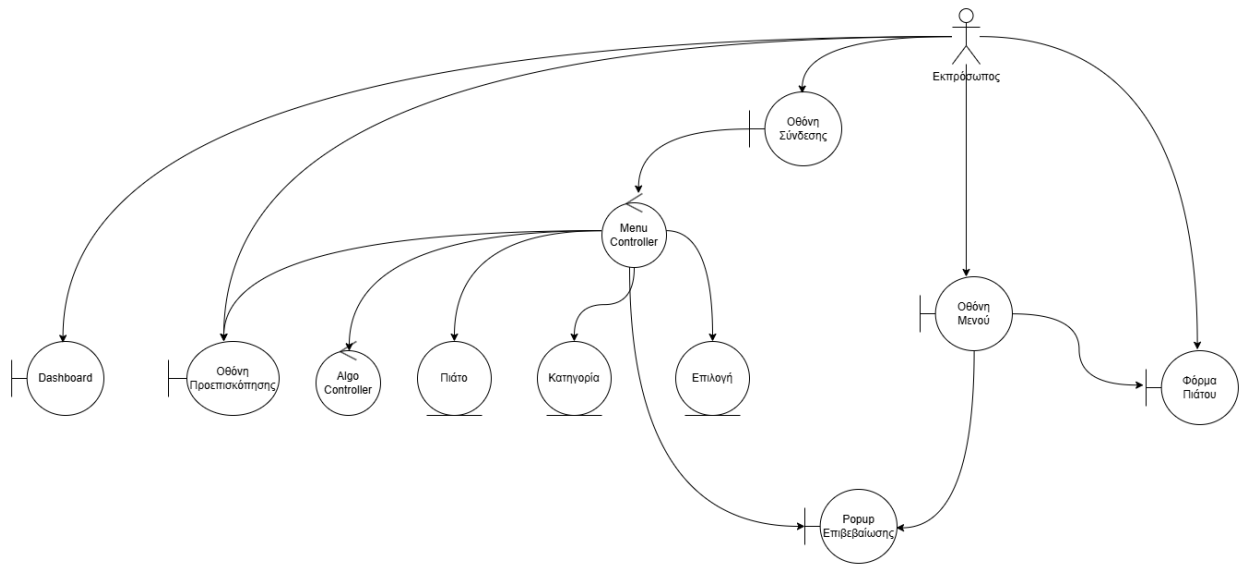 Εκπρόσωπος
Οθόνη
Σύνδεσης
Menu
Controller
Οθόνη
Μενού
Dashboard
Οθόνη
Προεπισκόπησης
Algo
Controller
Πιάτο
Κατηγορία
Επιλογή
Φόρμα
Πιάτου
Popup
Επιβεβαίωσης